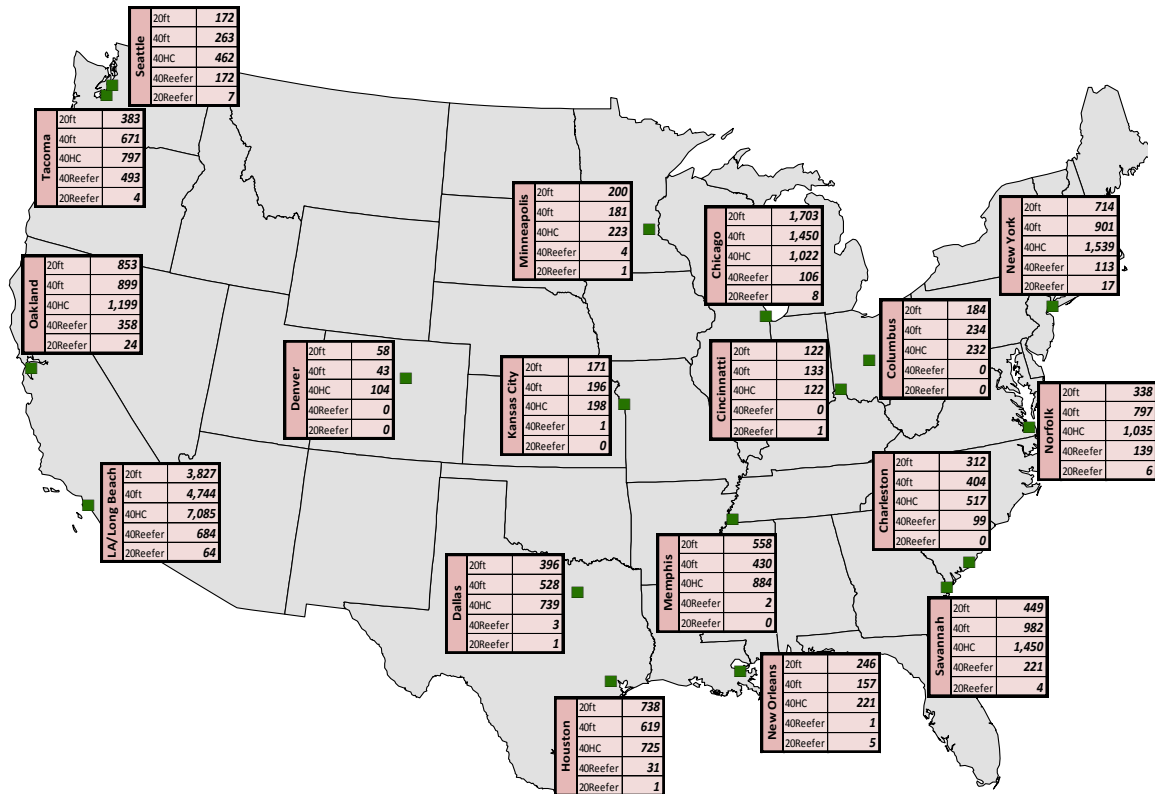 Seattle
20ft 172
40ft 263
40HC 462
40Reefer 172
20Reefer 7
Tacoma
20ft 383
40ft 671
40HC 797
40Reefer 493
20Reefer 4
Minneapolis
20ft 200
40ft 181
40HC 223
40Reefer 4
20Reefer 1
Chicago
20ft 1,703
40ft 1,450
40HC 1,022
40Reefer 106
20Reefer 8
New York
20ft 714
40ft 901
40HC 1,539
40Reefer 113
20Reefer 17
Oakland
20ft 853
40ft 899
40HC 1,199
40Reefer 358
20Reefer 24
Denver
20ft 58
40ft 43
40HC 104
40Reefer 0
20Reefer 0
Kansas City
20ft 171
40ft 196
40HC 198
40Reefer 1
20Reefer 0
Cincinnatti
20ft 122
40ft 133
40HC 122
40Reefer 0
20Reefer 1
Columbus
20ft 184
40ft 234
40HC 232
40Reefer 0
20Reefer 0
Norfolk
20ft 338
40ft 797
40HC 1,035
40Reefer 139
20Reefer 6
LA/Long Beach
20ft 3,827
40ft 4,744
40HC 7,085
40Reefer 684
20Reefer 64
Charleston
20ft 312
40ft 404
40HC 517
40Reefer 99
20Reefer 0
Dallas
20ft 396
40ft 528
40HC 739
40Reefer 3
20Reefer 1
Memphis
20ft 558
40ft 430
40HC 884
40Reefer 2
20Reefer 0
Savannah
20ft 449
40ft 982
40HC 1,450
40Reefer 221
20Reefer 4
New Orleans
20ft 246
40ft 157
40HC 221
40Reefer 1
20Reefer 5
Houston
20ft 738
40ft 619
40HC 725
40Reefer 31
20Reefer 1